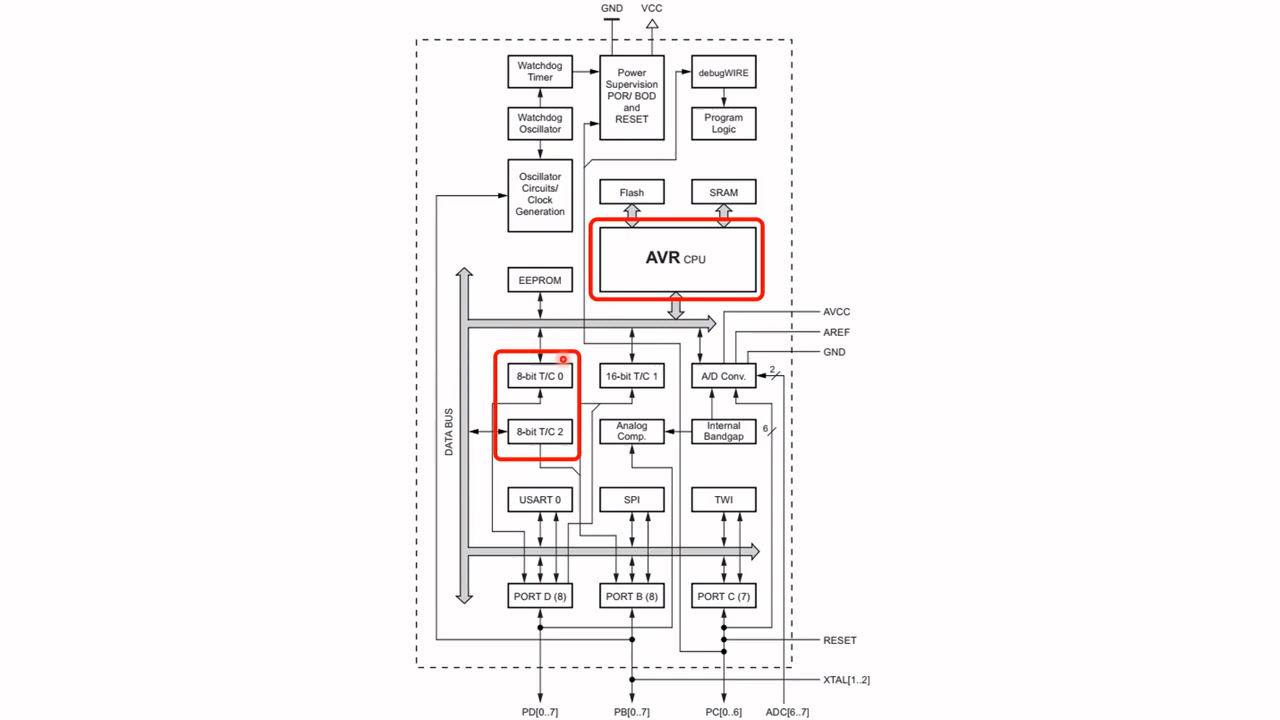 GND
VCC
Watchdog
Timer
Power
Supervision
POR/ BOD
and
RESET
debugWIRE
Watchdog
Oscillator
Program
Logic
Oscillator
Circuits/
Clock
Generation
Flash
SRAM
AVR CPU
EEPROM
AVCC
AREF
GND
8-bit T/C 0
16-bit T/C 1
A/D Conv.
2
DATA BUS
8-bit T/C 2
Analog
Comp.
Internal
Bandgap
6
USART 0
SPI
TWI
PORT D (8)
PORT B (8)
PORT C (7)
RESET
XTAL[1..2]
PD[0..7]
PB[0..7]
PC[0..6]
ADC[6..7]